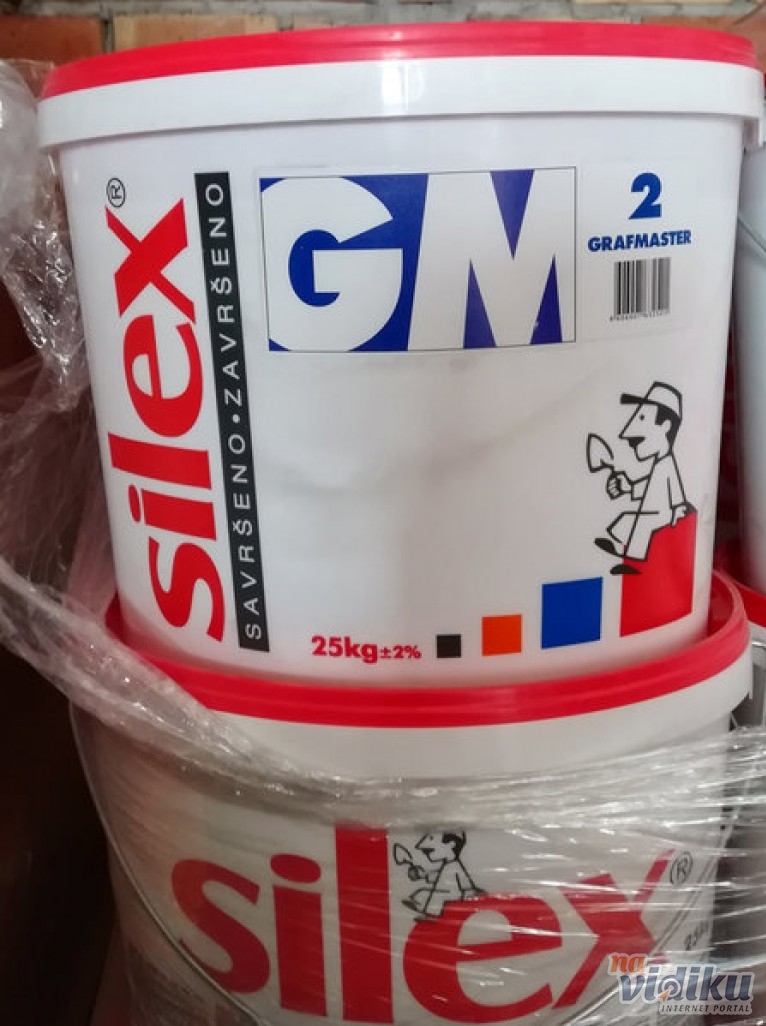 silex®
SAVRŠENO • ZAVRŠENO
GM
2
GRAFMASTER
25kg±2%
silex®
na
vidiku
INTERNET PORTAL